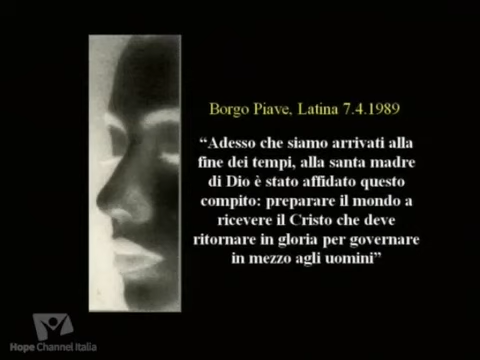 Borgo Piave, Latina 7.4.1989
“Adesso che siamo arrivati alla
fine dei tempi, alla santa madre
di Dio è stato affidato questo
compito: preparare il mondo a
ricevere il Cristo che deve
ritornare in gloria per governare
in mezzo agli uomini”
Hope Channel Italia